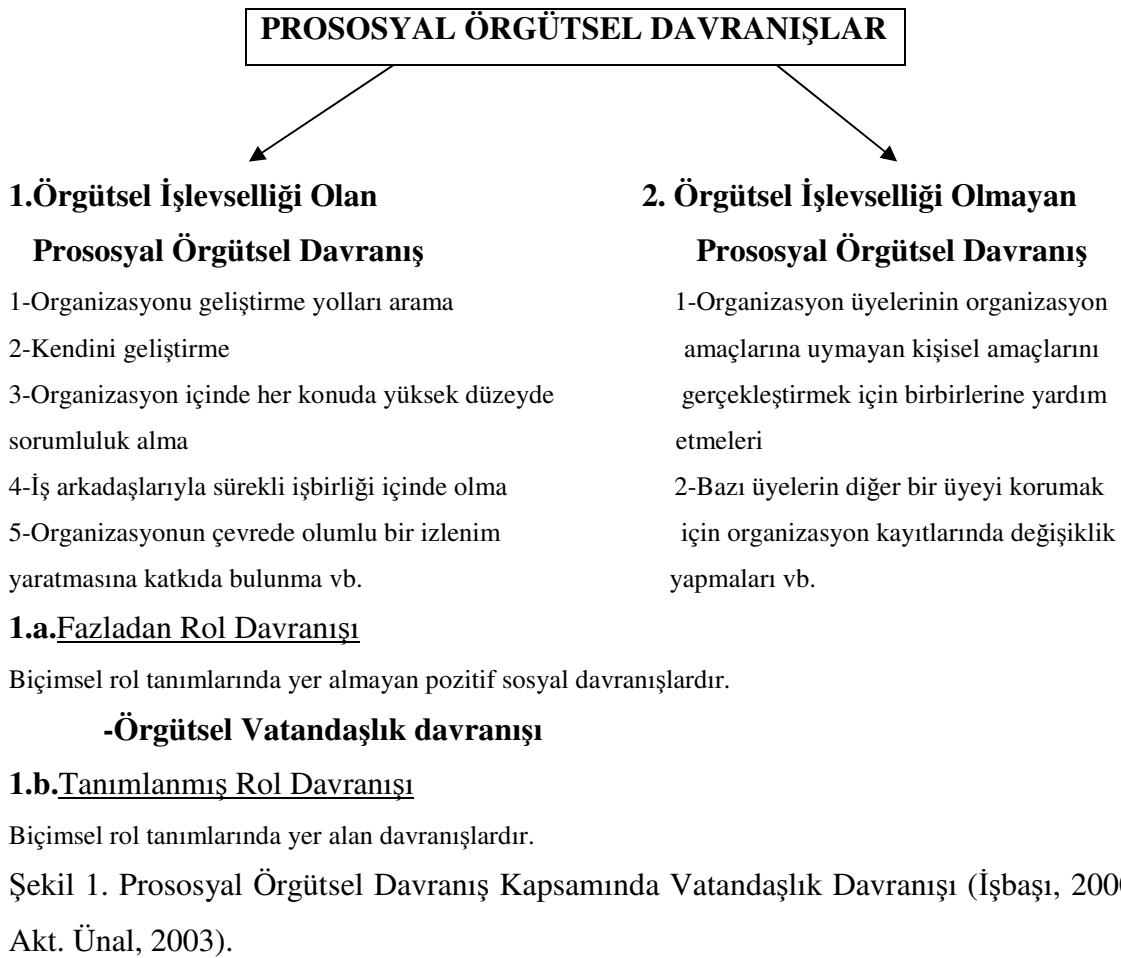 PROSOSYAL ÖRGÜTSEL DAVRANIŞLAR
1.Örgütsel İşlevselliği Olan
Prososyal Örgütsel Davranış
1-Organizasyonu geliştirme yolları arama
2-Kendini geliştirme
3-Organizasyon içinde her konuda yüksek düzeyde
sorumluluk alma
4-İş arkadaşlarıyla sürekli işbirliği içinde olma
5-Organizasyonun çevrede olumlu bir izlenim
yaratmasına katkıda bulunma vb.
2. Örgütsel İşlevselliği Olmayan
Prososyal Örgütsel Davranış
1-Organizasyon üyelerinin organizasyon
amaçlarına uymayan kişisel amaçlarını
gerçekleştirmek için birbirlerine yardım
etmeleri
2-Bazı üyelerin diğer bir üyeyi korumak
için organizasyon kayıtlarında değişiklik
yapmaları vb.
1.a.Fazladan Rol Davranışı
Biçimsel rol tanımlarında yer almayan pozitif sosyal davranışlardır.
-Örgütsel Vatandaşlık davranışı
1.b.Tanımlanmış Rol Davranışı
Biçimsel rol tanımlarında yer alan davranışlardır.
Şekil 1. Prososyal Örgütsel Davranış Kapsamında Vatandaşlık Davranışı (İşbaşı,
Akt. Ünal, 2003).